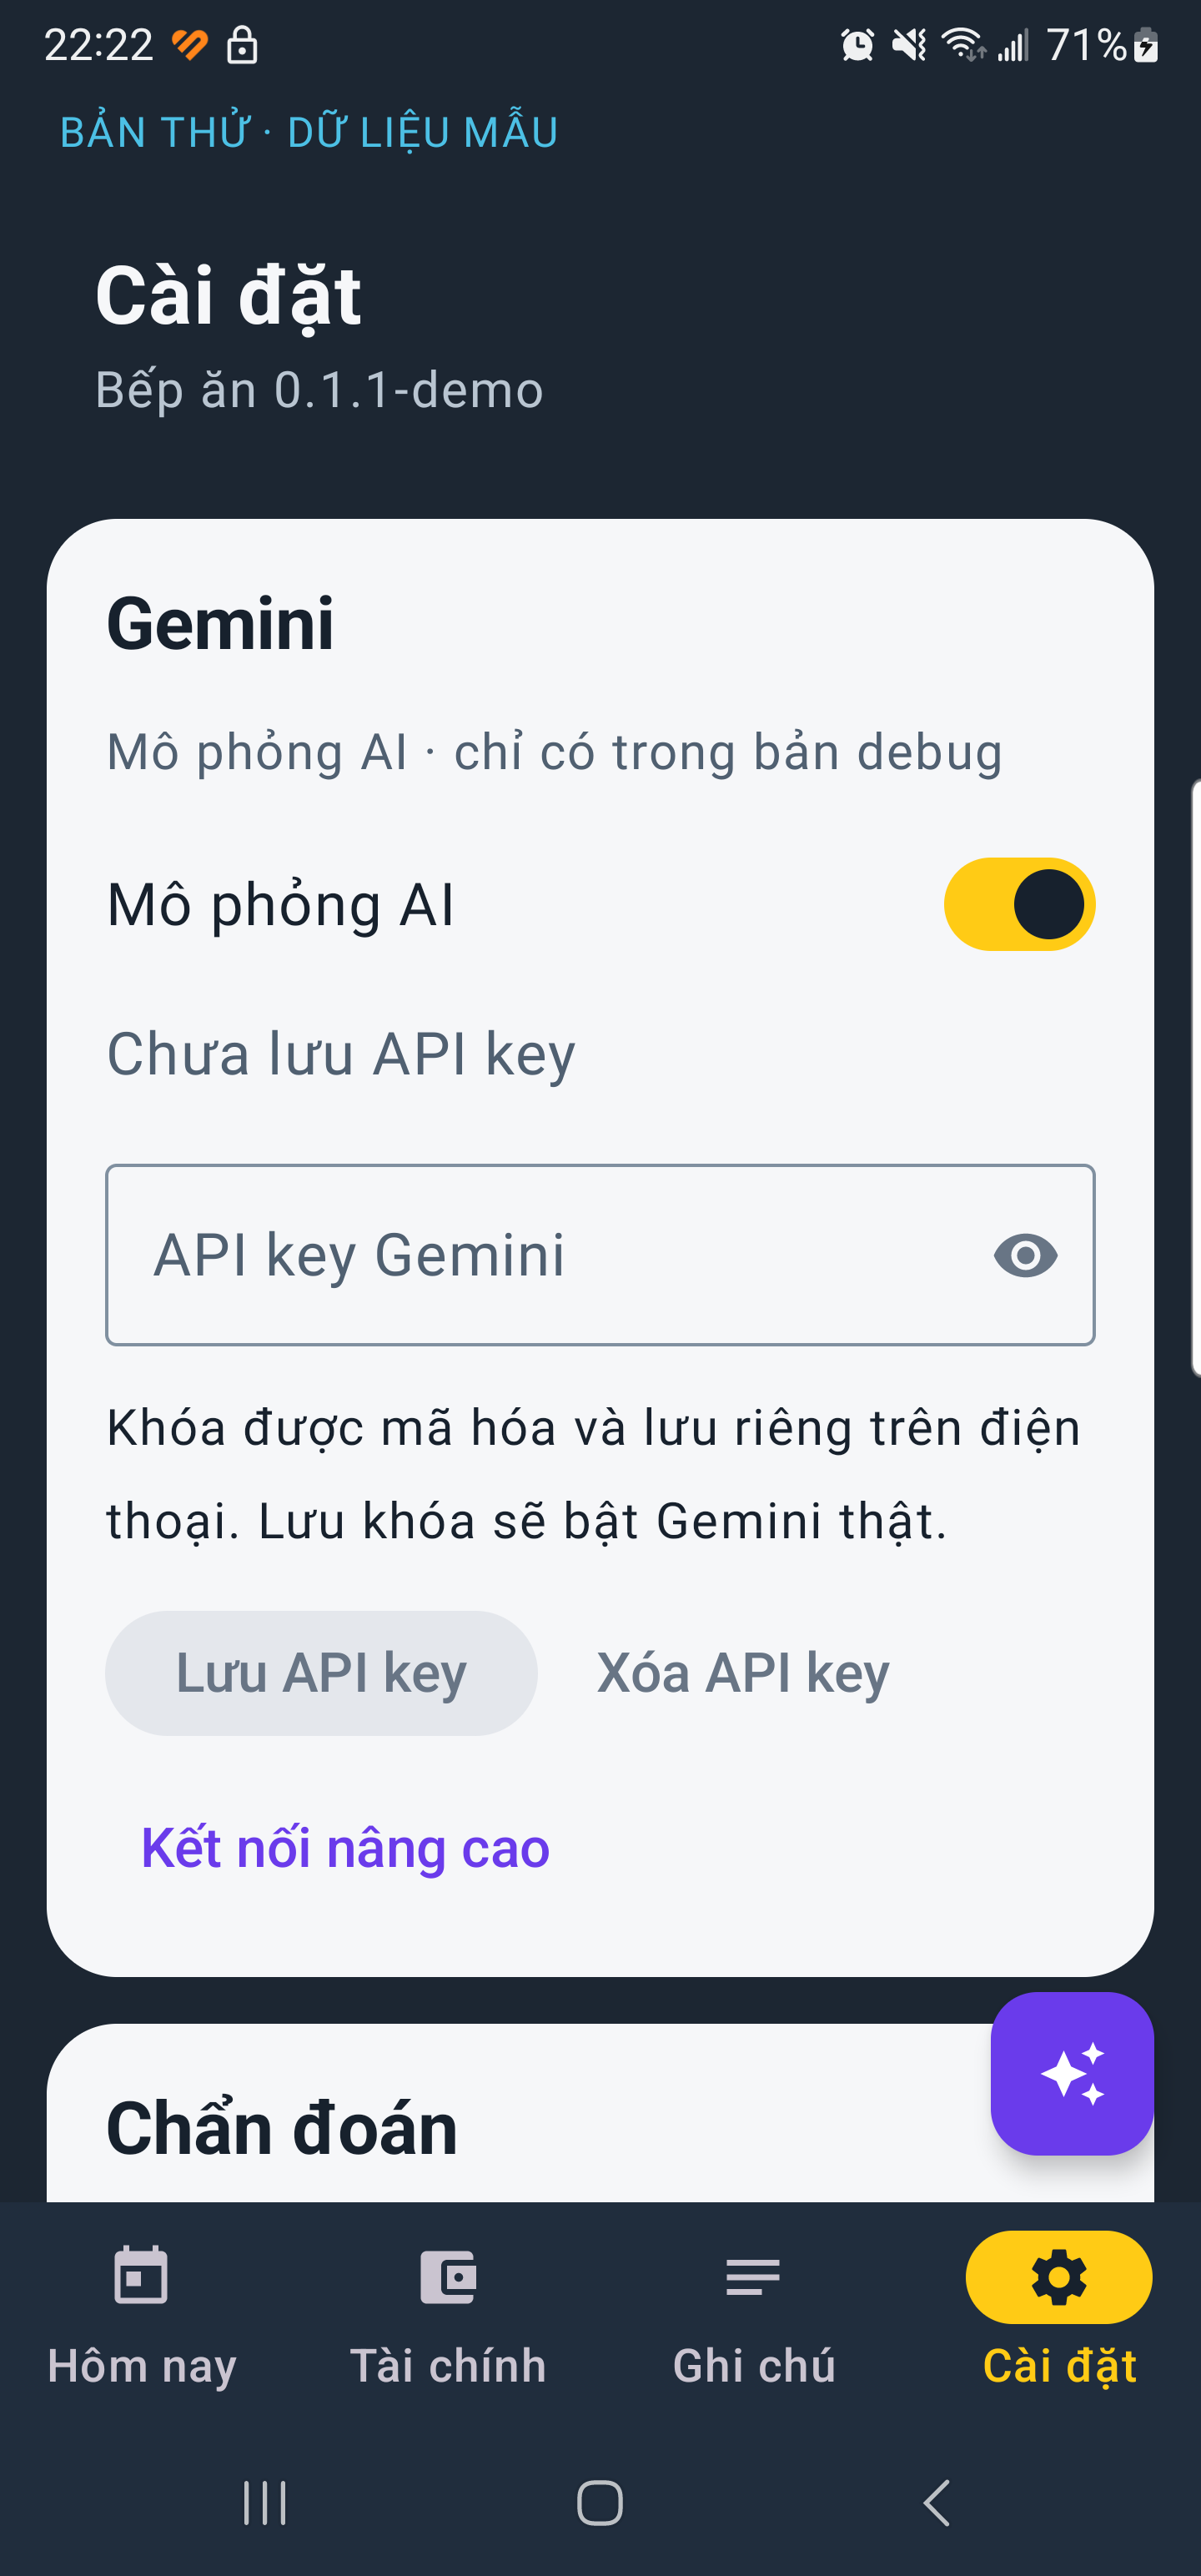 22:22
71%
BẢN THỬ · DỮ LIỆU MẪU
Cài đặt
Bếp ăn 0.1.1-demo
Gemini
Mô phỏng AI · chỉ có trong bản debug
Mô phỏng AI
Chưa lưu API key
API key Gemini
Khóa được mã hóa và lưu riêng trên điện
thoại. Lưu khóa sẽ bật Gemini thật.
Lưu API key
Xóa API key
Kết nối nâng cao
Chẩn đoán
Hôm nay
Tài chính
Ghi chú
Cài đặt